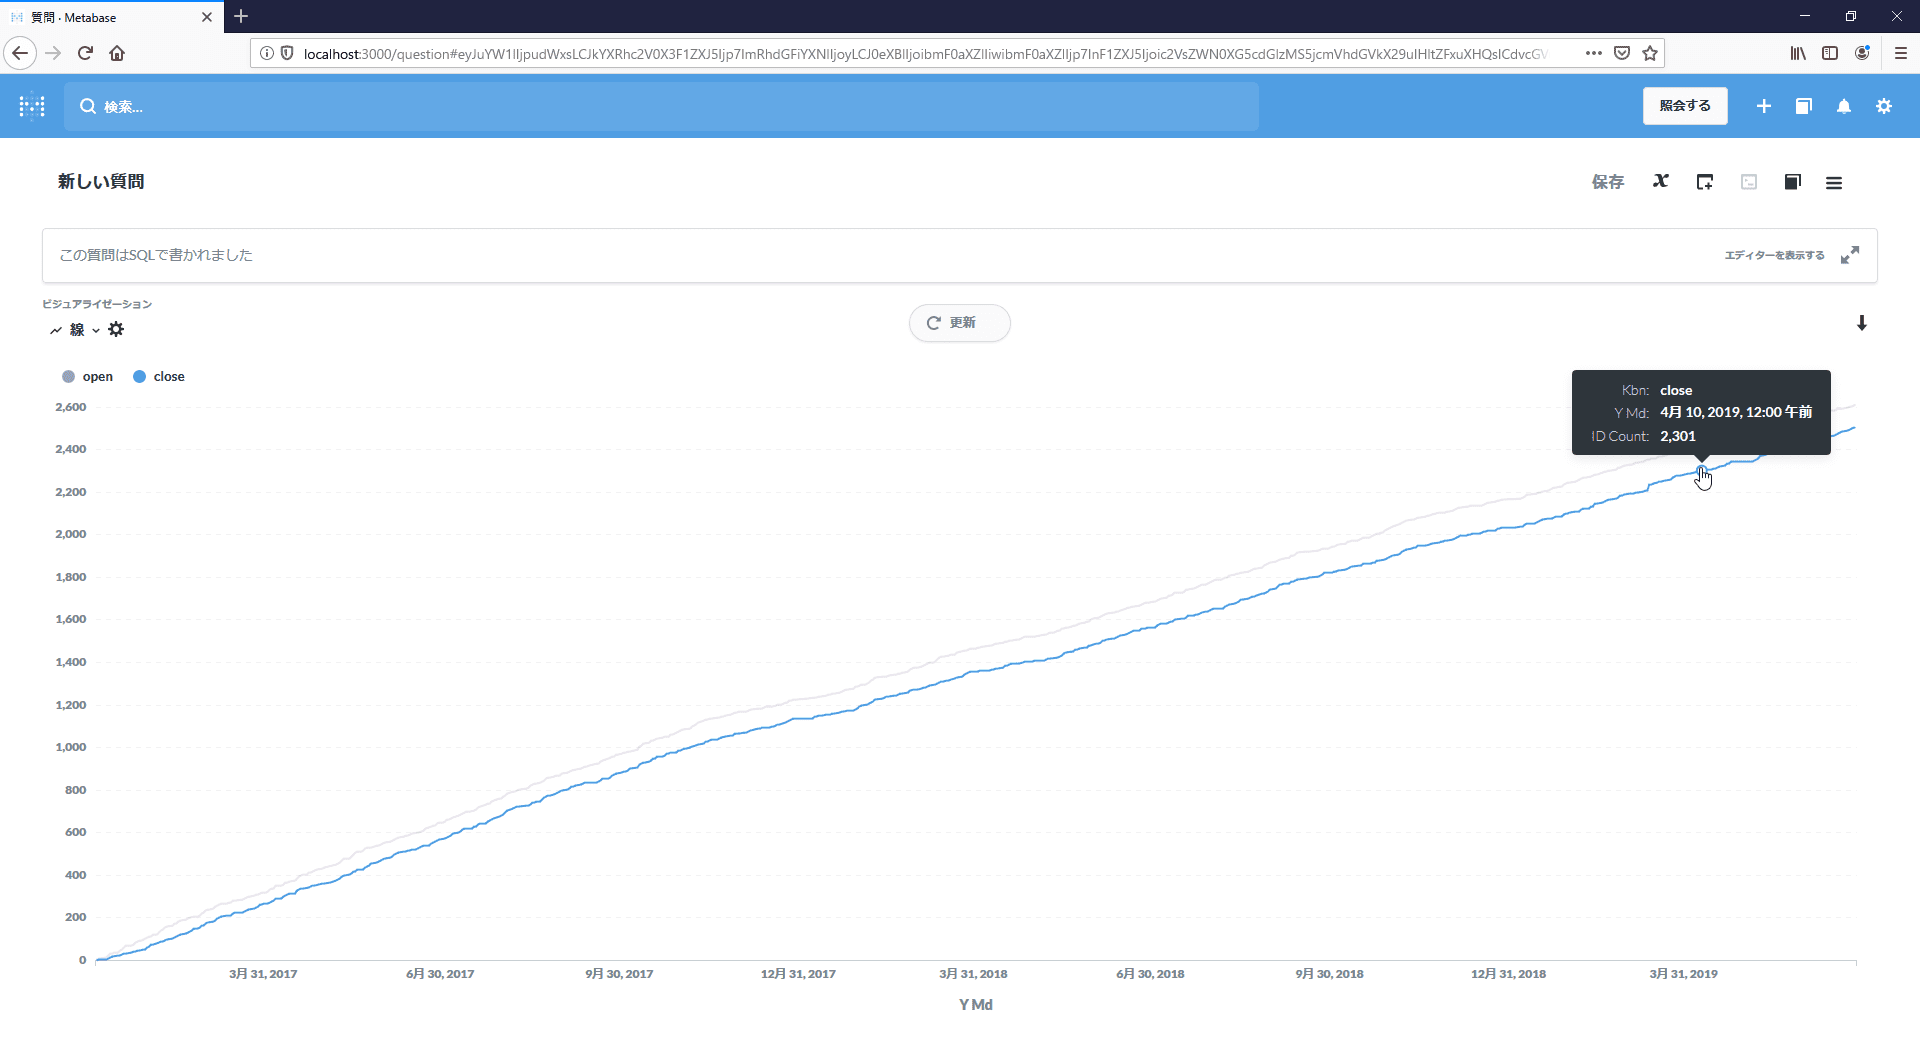 質問 · Metabase
localhost:3000/question#eyJuYW1lIjpudWxsLCJkYXRhc2V0X3F1ZXJ5Ijp7ImRhdGFiYXNlIjoyLCJ0eXBlIjoibmF0aXZlIiwibmF0aXZlIjp7InF1ZXJ5Ijoic2VsZWN0XG5cdGlzMS5jcmVhdGVkX29uIHltZFxuXHQsICdvcGV
検索...
照会する
新しい質問
保存
この質問はSQLで書かれました
エディターを表示する
ビジュアライゼーション
線
更新
open
close
Kbn: close
Y Md: 4月 10, 2019, 12:00 午前
ID Count: 2,301
2,600
2,400
2,200
2,000
1,800
1,600
1,400
1,200
1,000
800
600
400
200
0
3月 31, 2017
6月 30, 2017
9月 30, 2017
12月 31, 2017
3月 31, 2018
6月 30, 2018
9月 30, 2018
12月 31, 2018
3月 31, 2019
Y Md